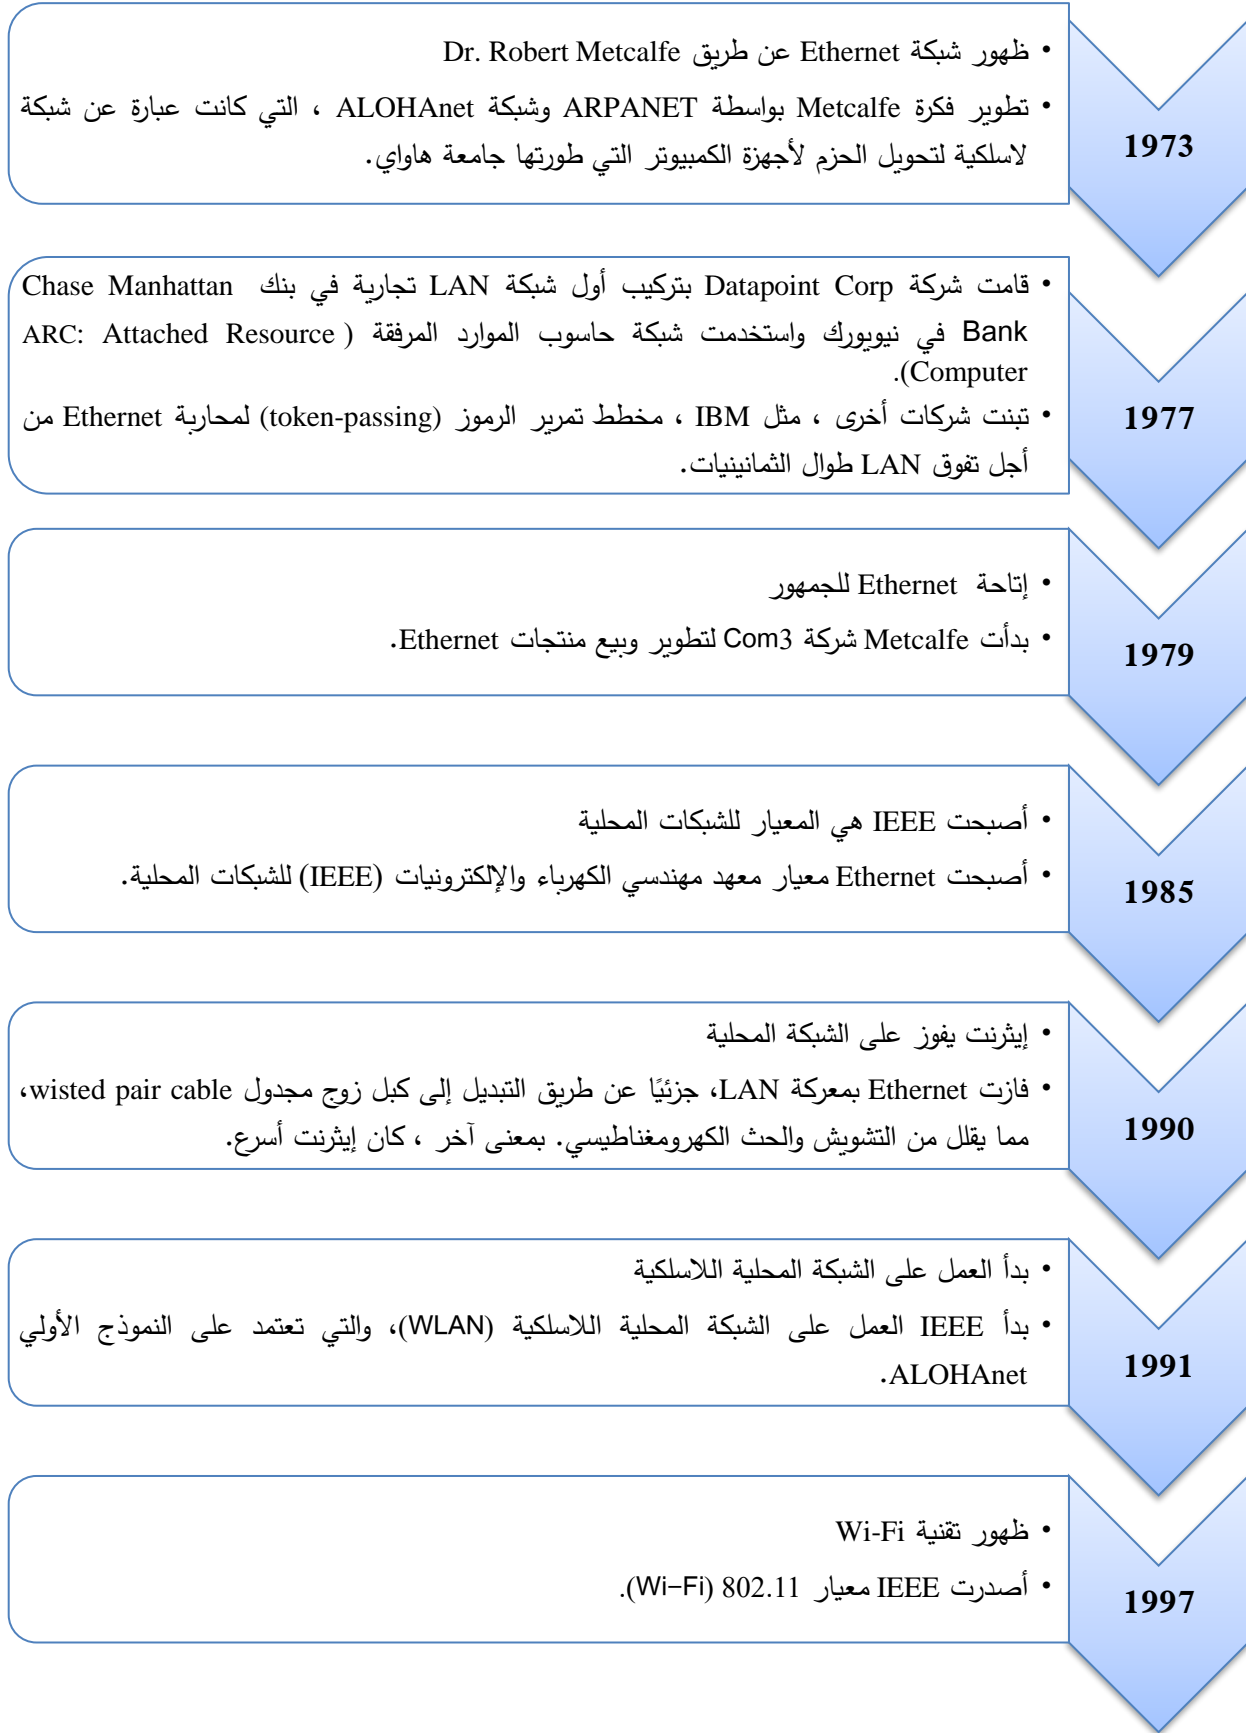 1973
• ظهور شبكة Ethernet عن طريق Dr. Robert Metcalfe
• تطوير فكرة Metcalfe بواسطة ARPANET وشبكة ALOHAnet ، التي كانت عبارة عن شبكة
لاسلكية لتحويل الحزم لأجهزة الكمبيوتر التي طورتها جامعة هاواي.
1977
• قامت شركة Datapoint Corp بتركيب أول شبكة LAN تجارية في بنك Chase Manhattan
Bank في نيويورك واستخدمت شبكة حاسوب الموارد المرفقة (ARC: Attached Resource
Computer).
• تبنت شركات أخرى ، مثل IBM ، مخطط تمرير الرموز (token-passing) لمحاربة Ethernet من
أجل تفوق LAN طوال الثمانينيات.
1979
• إتاحة Ethernet للجمهور
• بدأت Metcalfe شركة 3Com لتطوير وبيع منتجات Ethernet.
1985
• أصبحت IEEE هي المعيار للشبكات المحلية
• أصبحت Ethernet معيار معهد مهندسي الكهرباء والإلكترونيات (IEEE) للشبكات المحلية.
1990
• إيثرنت يفوز على الشبكة المحلية
• فازت Ethernet بمعركة LAN، جزئيًا عن طريق التبديل إلى كبل زوج مجدول wisted pair cable،
مما يقلل من التشويش والحث الكهرومغناطيسي. بمعنى آخر ، كان إيثرنت أسرع.
1991
• بدأ العمل على الشبكة المحلية اللاسلكية
• بدأ IEEE العمل على الشبكة المحلية اللاسلكية (WLAN)، والتي تعتمد على النموذج الأولي
ALOHAnet.
1997
• ظهور تقنية Wi-Fi
• أصدرت IEEE معيار 802.11 (Wi-Fi).